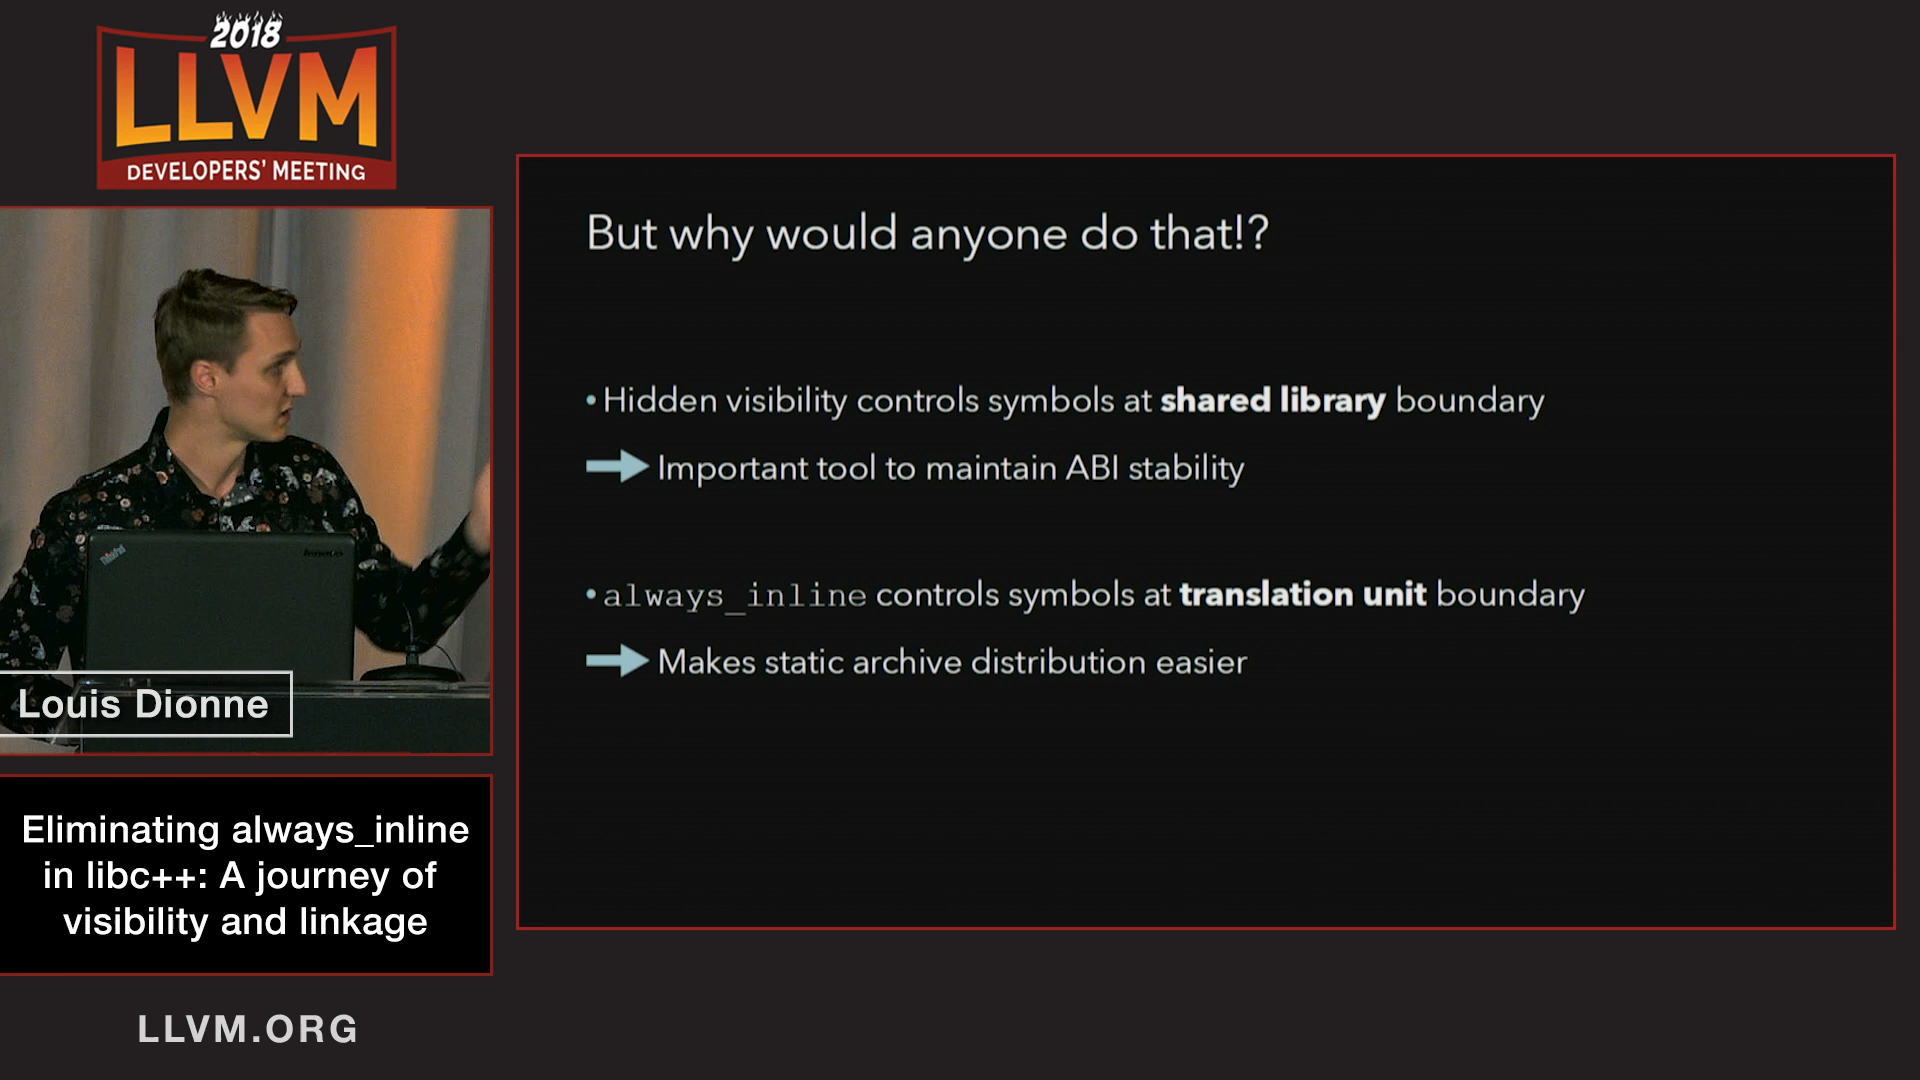 2018
LLVM
DEVELOPERS' MEETING
But why would anyone do that!?
• Hidden visibility controls symbols at shared library boundary
Important tool to maintain ABI stability
• always_inline controls symbols at translation unit boundary
Makes static archive distribution easier
ThinkPad
lenovo
Louis Dionne
Eliminating always_inline
in libc++: A journey of
visibility and linkage
LLVM.ORG